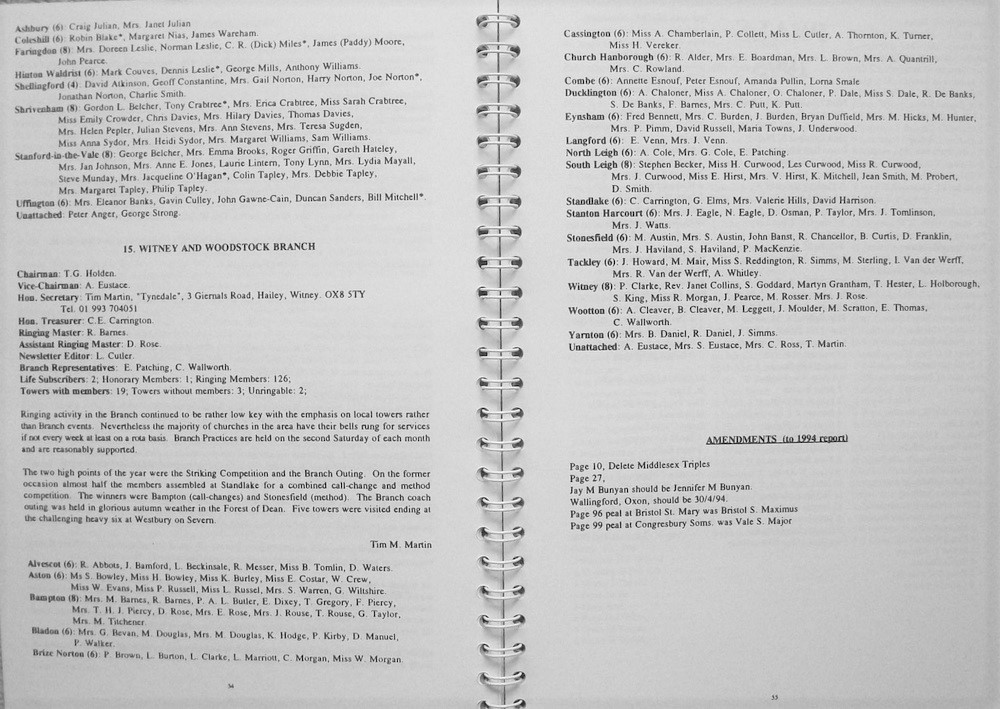 Ashbury (6): Craig Julian, Mrs. Janet Julian
Coleshill (6): Robin Blake*, Margaret Nias, James Wareham.
Faringdon (8): Mrs. Doreen Leslie, Norman Leslie, C. R. (Dick) Miles*, James (Paddy) Moore,
John Pearce.
Hinton Waldrist (6): Mark Couves, Dennis Leslie*, George Mills, Anthony Williams.
Shellingford (4): David Atkinson, Geoff Constantine, Mrs. Gail Norton, Harry Norton, Joe Norton*,
Jonathan Norton, Charlie Smith.
Shrivenham (8): Gordon L. Belcher, Tony Crabtree*, Mrs. Erica Crabtree, Miss Sarah Crabtree,
Miss Emily Crowder, Chris Davies, Mrs. Hilary Davies, Thomas Davies,
Mrs. Helen Pepler, Julian Stevens, Mrs. Ann Stevens, Mrs. Teresa Sugden,
Miss Anna Sydor, Mrs. Heidi Sydor, Mrs. Margaret Williams, Sam Williams.
Stanford-in-the-Vale (8): George Belcher, Mrs. Emma Brooks, Roger Griffin, Gareth Hateley,
Mrs. Jan Johnson, Mrs. Anne E. Jones, Laurie Lintern, Tony Lynn, Mrs. Lydia Mayall,
Steve Munday, Mrs. Jacqueline O'Hagan*, Colin Tapley, Mrs. Debbie Tapley,
Mrs. Margaret Tapley, Philip Tapley.
Uffington (6): Mrs. Eleanor Banks, Gavin Culley, John Gawne-Cain, Duncan Sanders, Bill Mitchell*.
Unattached: Peter Anger, George Strong.
15. WITNEY AND WOODSTOCK BRANCH
Chairman: T.G. Holden.
Vice-Chairman: A. Eustace.
Hon. Secretary: Tim Martin, "Tynedale", 3 Giernals Road, Hailey, Witney. OX8 5TY
Tel. 01 993 704051
Hon. Treasurer: C.E. Carrington.
Ringing Master: R. Barnes.
Assistant Ringing Master: D. Rose.
Newsletter Editor: L. Cutler.
Branch Representatives: E. Patching, C. Wallworth.
Life Subscribers: 2; Honorary Members: 1; Ringing Members: 126;
Towers with members: 19; Towers without members: 3; Unringable: 2;
Ringing activity in the Branch continued to be rather low key with the emphasis on local towers rather
than Branch events. Nevertheless the majority of churches in the area have their bells rung for services
if not every week at least on a rota basis. Branch Practices are held on the second Saturday of each month
and are reasonably supported.
The two high points of the year were the Striking Competition and the Branch Outing. On the former
occasion almost half the members assembled at Standlake for a combined call-change and method
competition. The winners were Bampton (call-changes) and Stonesfield (method). The Branch coach
outing was held in glorious autumn weather in the Forest of Dean. Five towers were visited ending at
the challenging heavy six at Westbury on Severn.
Tim M. Martin
Alvescot (6): R. Abbots, J. Bamford, L. Beckinsale, R. Messer, Miss B. Tomlin, D. Waters.
Aston (6): Ms S. Bowley, Miss H. Bowley, Miss K. Burley, Miss E. Costar, W. Crew,
Miss W. Evans, Miss P. Russell, Miss L. Russel, Mrs. S. Warren, G. Wiltshire.
Bampton (8): Mrs. M. Barnes, R. Barnes, P. A. L. Butler, E. Dixey, T. Gregory, F. Piercy,
Mrs. T. H. J. Piercy, D. Rose, Mrs. E. Rose, Mrs. J. Rouse, T. Rouse, G. Taylor,
Mrs. M. Titchener.
Bladon (6): Mrs. G. Bevan, M. Douglas, Mrs. M. Douglas, K. Hodge, P. Kirby, D. Manuel,
P. Walker.
Brize Norton (6): P. Brown, L. Burton, L. Clarke, L. Marriott, C. Morgan, Miss W. Morgan.
54
Cassington (6): Miss A. Chamberlain, P. Collett, Miss L. Cutler, A. Thornton, K. Turner,
Miss H. Vereker.
Church Hanborough (6): R. Alder, Mrs. E. Boardman, Mrs. L. Brown, Mrs. A. Quantrill,
Mrs. C. Rowland.
Combe (6): Annette Esnouf, Peter Esnouf, Amanda Pullin, Lorna Smale
Ducklington (6): A. Chaloner, Miss A. Chaloner, O. Chaloner, P. Dale, Miss S. Dale, R. De Banks,
S. De Banks, F. Barnes, Mrs. C. Putt, K. Putt.
Eynsham (6): Fred Bennett, Mrs. C. Burden, J. Burden, Bryan Duffield, Mrs. M. Hicks, M. Hunter,
Mrs. P. Pimm, David Russell, Maria Towns, J. Underwood.
Langford (6): E. Venn, Mrs. J. Venn.
North Leigh (6): A. Cole, Mrs. G. Cole, E. Patching.
South Leigh (8): Stephen Becker, Miss H. Curwood, Les Curwood, Miss R. Curwood,
Mrs. J. Curwood, Miss E. Hirst, Mrs. V. Hirst, K. Mitchell, Jean Smith, M. Probert,
D. Smith.
Standlake (6): C. Carrington, G. Elms, Mrs. Valerie Hills, David Harrison.
Stanton Harcourt (6): Mrs. J. Eagle, N. Eagle, D. Osman, P. Taylor, Mrs. J. Tomlinson,
Mrs. J. Watts.
Stonesfield (6): M. Austin, Mrs. S. Austin, John Banst, R. Chancellor, B. Curtis, D. Franklin,
Mrs. J. Haviland, S. Haviland, P. MacKenzie.
Tackley (6): J. Howard, M. Mair, Miss S. Reddington, R. Simms, M. Sterling, I. Van der Werff,
Mrs. R. Van der Werff, A. Whitley.
Witney (8): P. Clarke, Rev. Janet Collins, S. Goddard, Martyn Grantham, T. Hester, L. Holborough,
S. King, Miss R. Morgan, J. Pearce, M. Rosser. Mrs. J. Rose.
Wootton (6): A. Cleaver, B. Cleaver, M. Leggett, J. Moulder, M. Scratton, E. Thomas,
C. Wallworth.
Yarnton (6): Mrs. B. Daniel, R. Daniel, J. Simms.
Unattached: A. Eustace, Mrs. S. Eustace, Mrs. C. Ross, T. Martin.
AMENDMENTS (to 1994 report)
Page 10, Delete Middlesex Triples
Page 27,
Jay M Bunyan should be Jennifer M Bunyan.
Wallingford, Oxon, should be 30/4/94.
Page 96 peal at Bristol St. Mary was Bristol S. Maximus
Page 99 peal at Congresbury Soms. was Vale S. Major
55